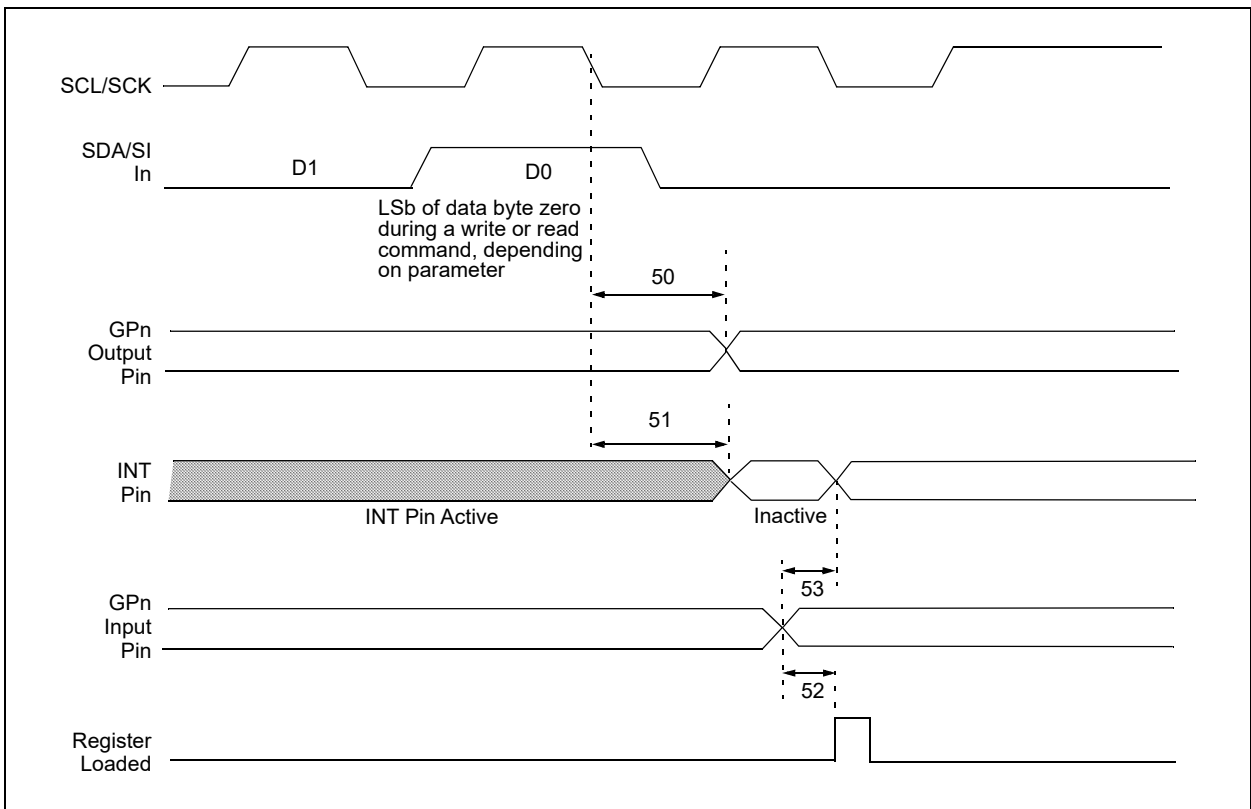 SCL/SCK
SDA/SI
In
D1
D0
LSb of data byte zero
during a write or read
command, depending
on parameter
50
GPn
Output
Pin
51
INT
Pin
INT Pin Active
Inactive
53
GPn
Input
Pin
52
Register
Loaded